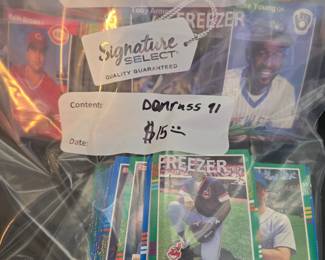 FREEZER
Signature
SELECT
QUALITY GUARANTEED
Contents:
Donruss 91
$15
Date:
FREEZER